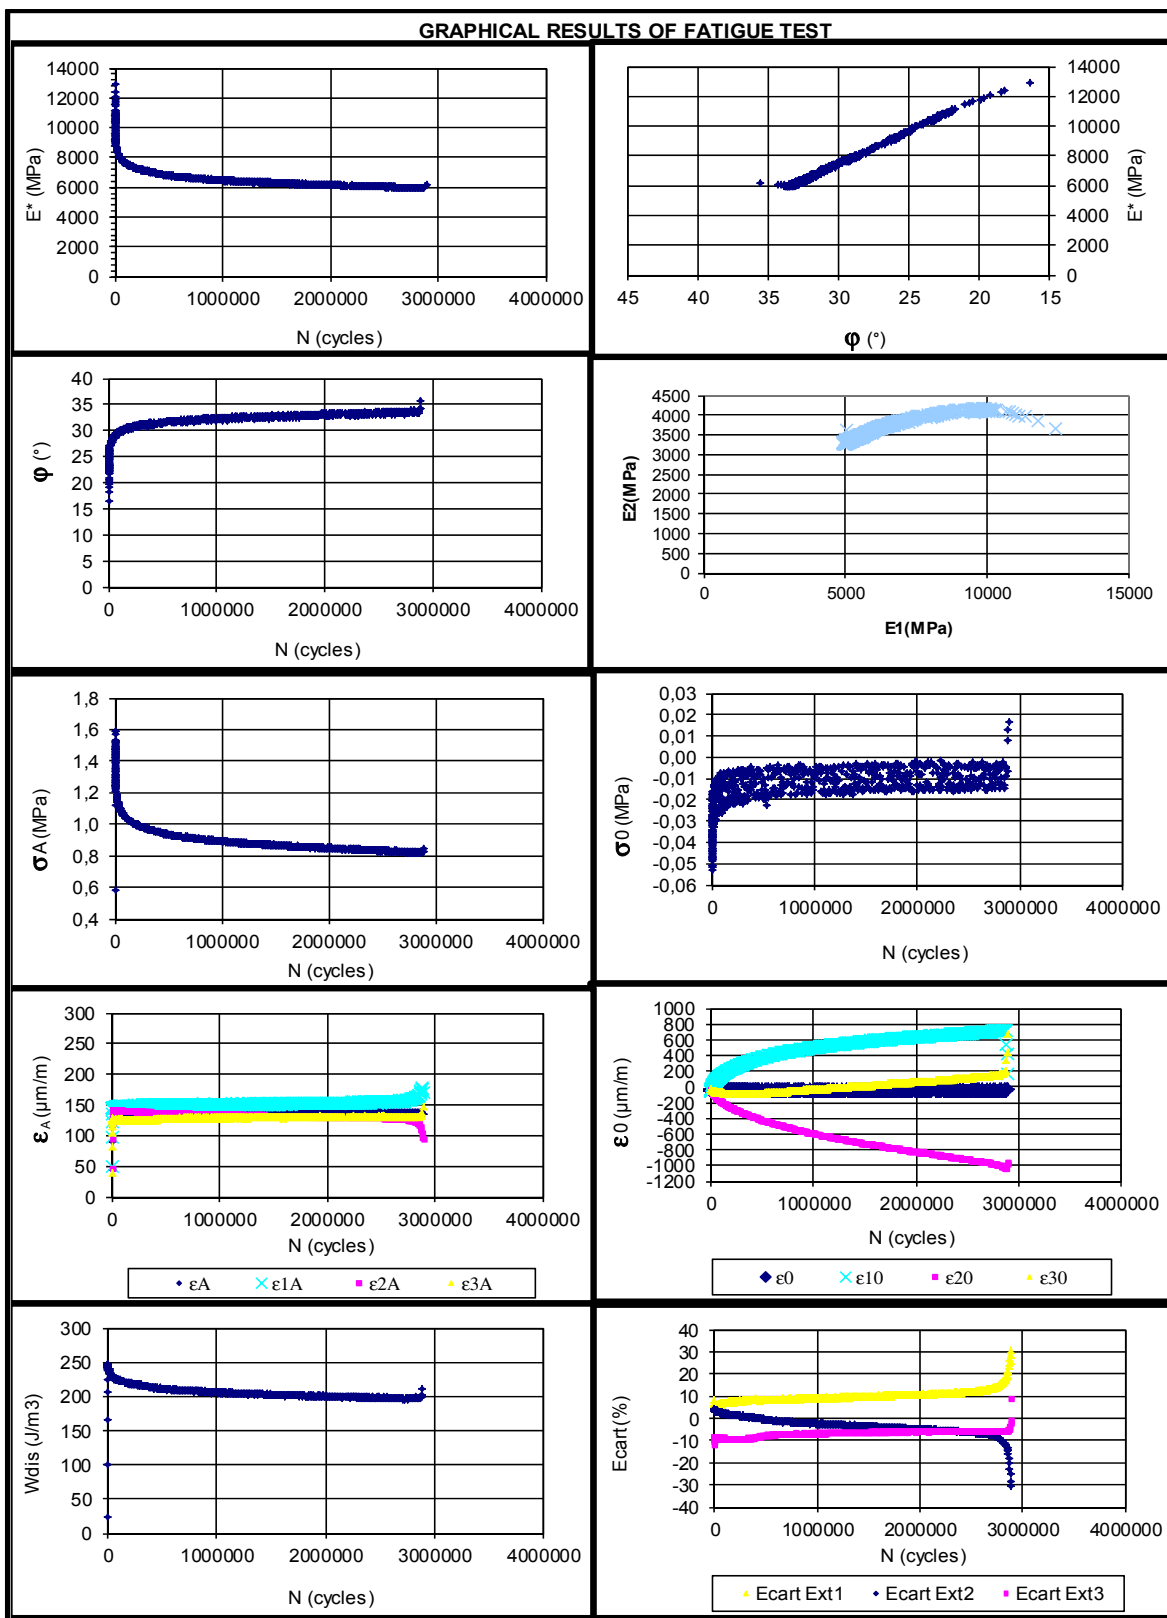 GRAPHICAL RESULTS OF FATIGUE TEST
14000
12000
10000
8000
6000
4000
2000
0
E* (MPa)
0 1000000 2000000 3000000 4000000
N (cycles)
14000
12000
10000
8000
6000
4000
2000
0
E* (MPa)
45 40 35 30 25 20 15
φ (°)
40
35
30
25
20
15
10
5
0
φ (°)
0 1000000 2000000 3000000 4000000
N (cycles)
4500
4000
3500
3000
2500
2000
1500
1000
500
0
E2(MPa)
0 5000 10000 15000
E1(MPa)
1,8
1,6
1,4
1,2
1,0
0,8
0,6
0,4
σA (MPa)
0 1000000 2000000 3000000 4000000
N (cycles)
0,03
0,02
0,01
0,00
-0,01
-0,02
-0,03
-0,04
-0,05
-0,06
σ0 (MPa)
0 1000000 2000000 3000000 4000000
N (cycles)
300
250
200
150
100
50
0
εA (µm/m)
0 1000000 2000000 3000000 4000000
N (cycles)
εA ε1A ε2A ε3A
1000
800
600
400
200
0
-200
-400
-600
-800
-1000
-1200
ε0 (µm/m)
0 1000000 2000000 3000000 4000000
N (cycles)
ε0 ε10 ε20 ε30
300
250
200
150
100
50
0
Wdis (J/m3)
0 1000000 2000000 3000000 4000000
N (cycles)
40
30
20
10
0
-10
-20
-30
-40
Ecart (%)
0 1000000 2000000 3000000 4000000
N (cycles)
Ecart Ext1 Ecart Ext2 Ecart Ext3